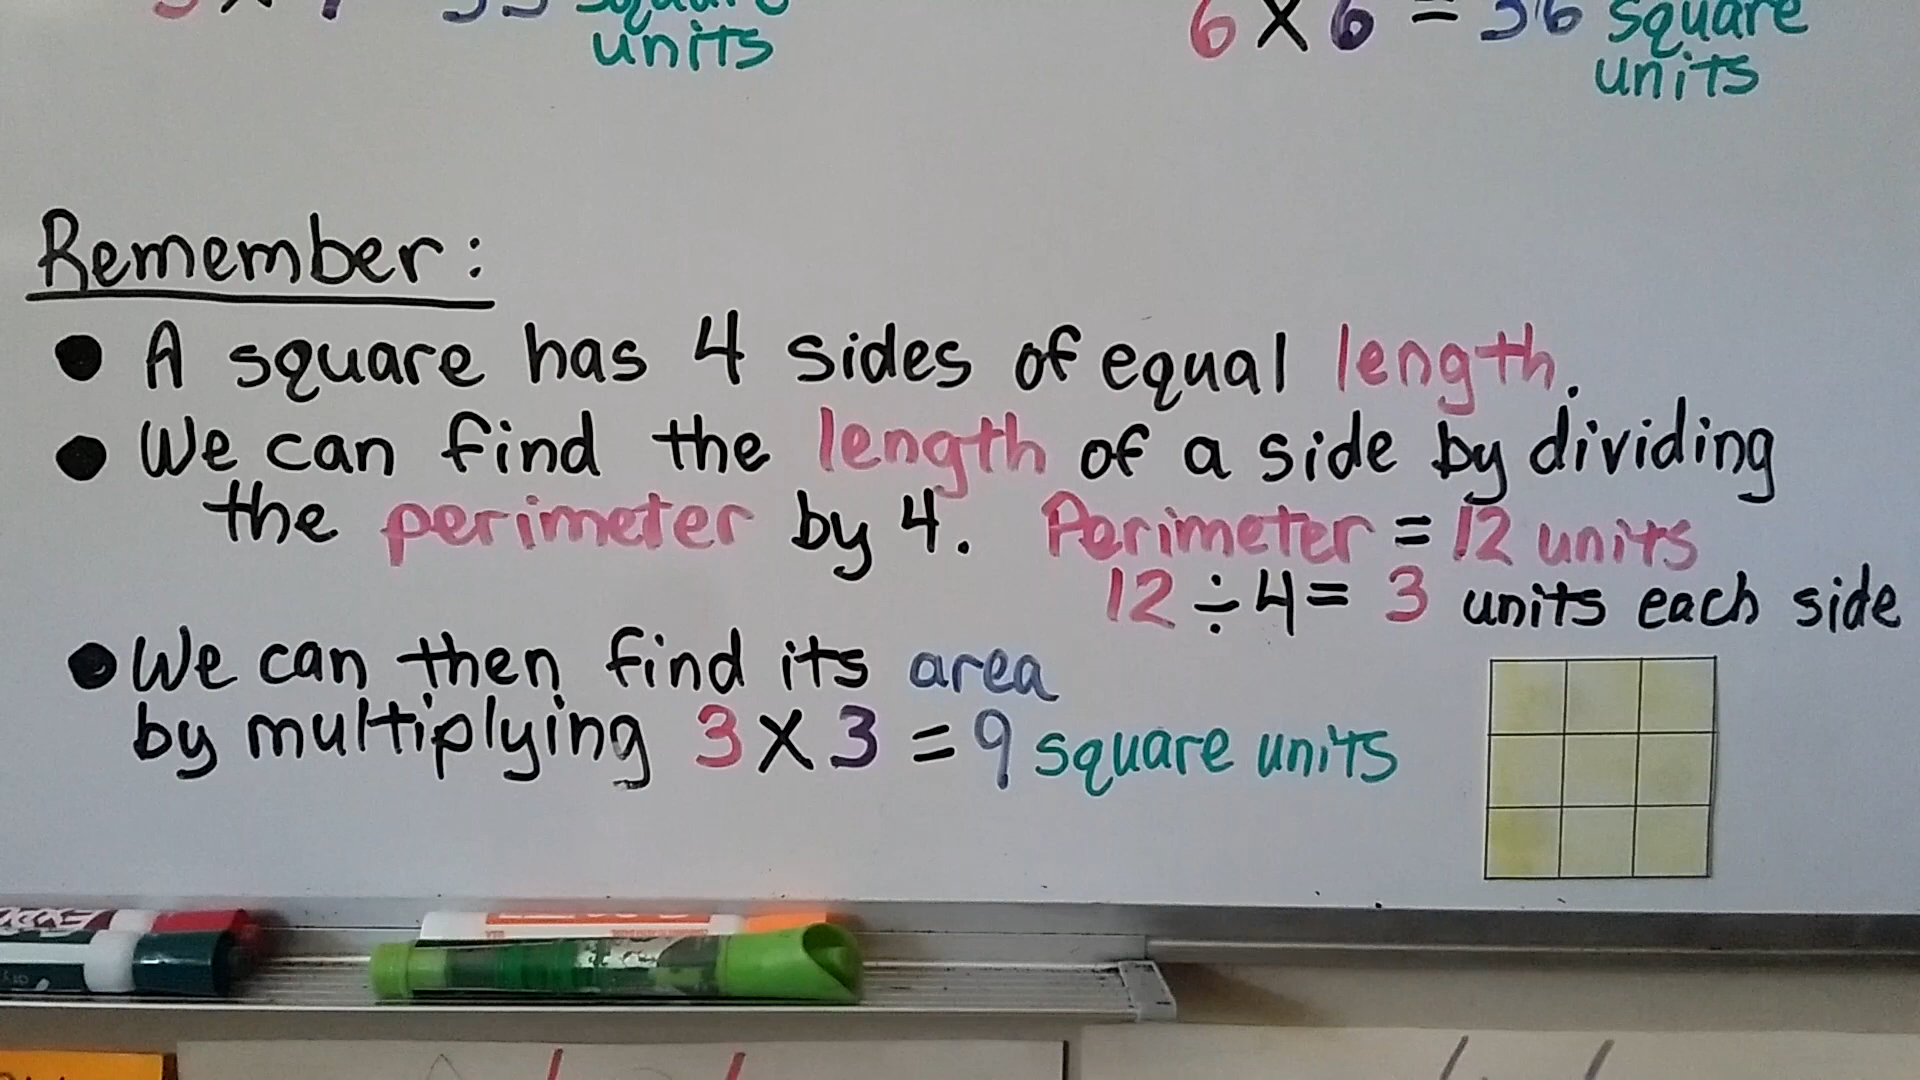 square
units
6 x 6 = 36 square
units
Remember:
• A square has 4 sides of equal length.
• We can find the length of a side by dividing
the perimeter by 4. Perimeter = 12 units
12 ÷ 4 = 3 units each side
• We can then find its area
by multiplying 3 x 3 = 9 square units
EXPO